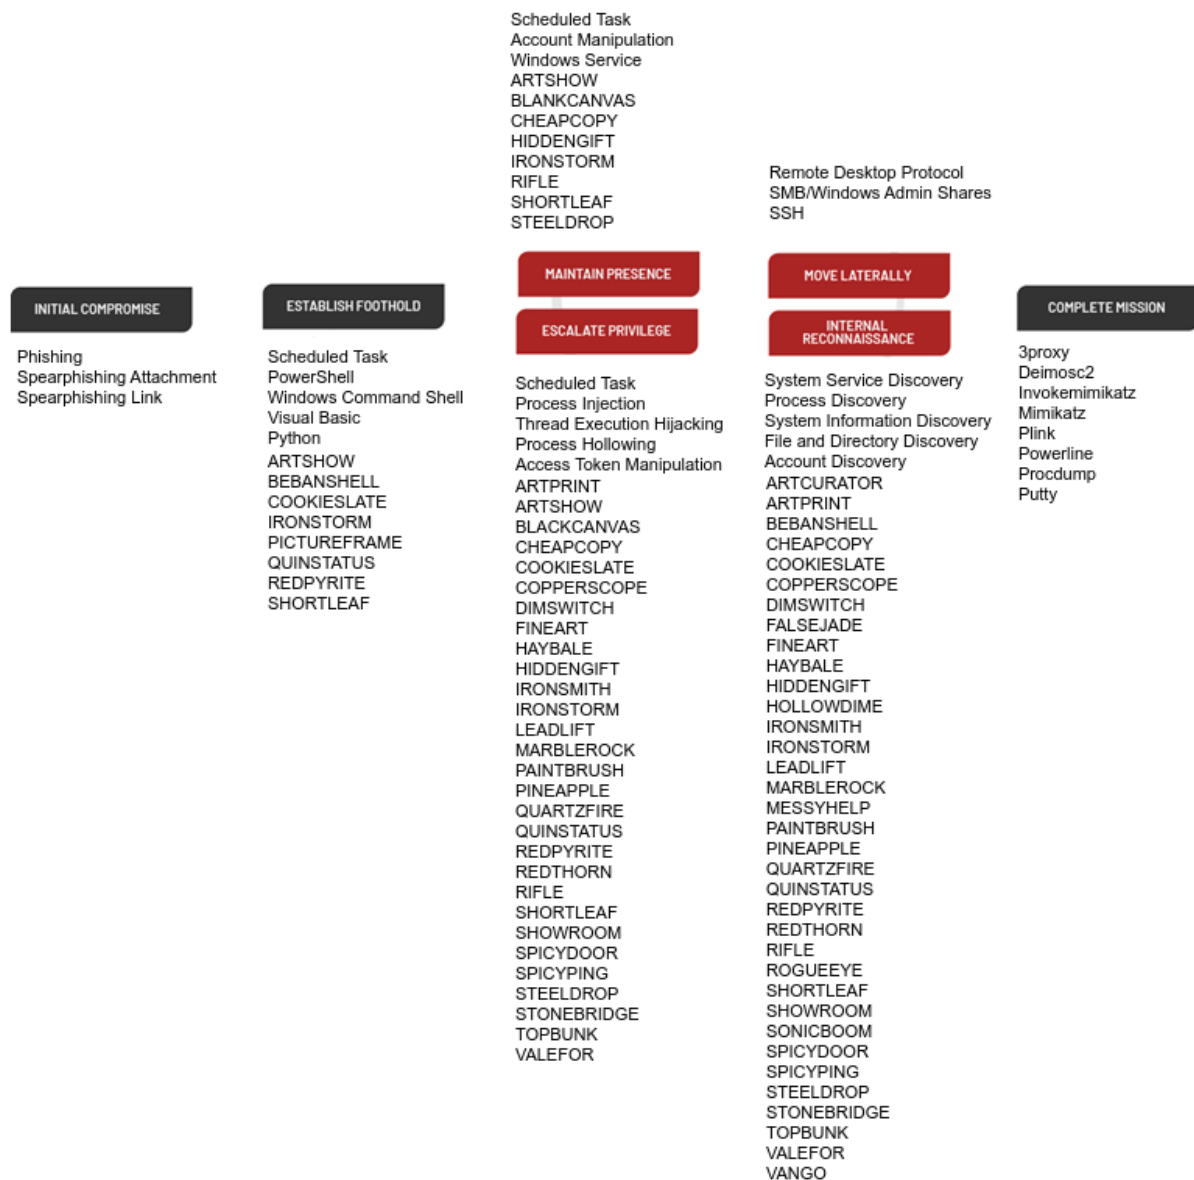 Scheduled Task
Account Manipulation
Windows Service
ARTSHOW
BLANKCANVAS
CHEAPCOPY
HIDDENGIFT
IRONSTORM
RIFLE
SHORTLEAF
STEELDROP
Remote Desktop Protocol
SMB/Windows Admin Shares
SSH
INITIAL COMPROMISE
Phishing
Spearphishing Attachment
Spearphishing Link
ESTABLISH FOOTHOLD
Scheduled Task
PowerShell
Windows Command Shell
Visual Basic
Python
ARTSHOW
BEBANSHELL
COOKIESLATE
IRONSTORM
PICTUREFRAME
QUINSTATUS
REDPYRITE
SHORTLEAF
MAINTAIN PRESENCE
ESCALATE PRIVILEGE
Scheduled Task
Process Injection
Thread Execution Hijacking
Process Hollowing
Access Token Manipulation
ARTPRINT
ARTSHOW
BLACKCANVAS
CHEAPCOPY
COOKIESLATE
COPPERSCOPE
DIMSWITCH
FINEART
HAYBALE
HIDDENGIFT
IRONSMITH
IRONSTORM
LEADLIFT
MARBLEROCK
PAINTBRUSH
PINEAPPLE
QUARTZFIRE
QUINSTATUS
REDPYRITE
REDTHORN
RIFLE
SHORTLEAF
SHOWROOM
SPICYDOOR
SPICYPING
STEELDROP
STONEBRIDGE
TOPBUNK
VALEFOR
MOVE LATERALLY
INTERNAL
RECONNAISSANCE
System Service Discovery
Process Discovery
System Information Discovery
File and Directory Discovery
Account Discovery
ARTCURATOR
ARTPRINT
BEBANSHELL
CHEAPCOPY
COOKIESLATE
COPPERSCOPE
DIMSWITCH
FALSEJADE
FINEART
HAYBALE
HIDDENGIFT
HOLLOWDIME
IRONSMITH
IRONSTORM
LEADLIFT
MARBLEROCK
MESSYHELP
PAINTBRUSH
PINEAPPLE
QUARTZFIRE
QUINSTATUS
REDPYRITE
REDTHORN
RIFLE
ROGUEEYE
SHORTLEAF
SHOWROOM
SONICBOOM
SPICYDOOR
SPICYPING
STEELDROP
STONEBRIDGE
TOPBUNK
VALEFOR
VANGO
COMPLETE MISSION
3proxy
Deimosc2
Invokemimikatz
Mimikatz
Plink
Powerline
Procdump
Putty